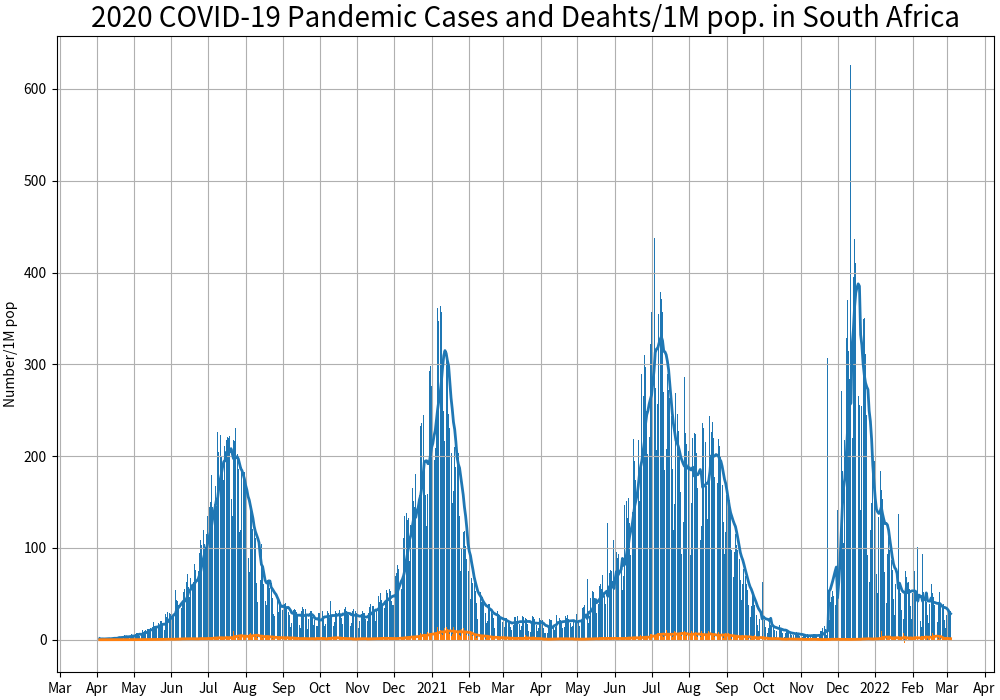 2020 COVID-19 Pandemic Cases and Deahts/1M pop. in South Africa
Number/1M pop
600
500
400
300
200
100
0
Mar Apr May Jun Jul Aug Sep Oct Nov Dec 2021 Feb Mar Apr May Jun Jul Aug Sep Oct Nov Dec 2022 Feb Mar Apr